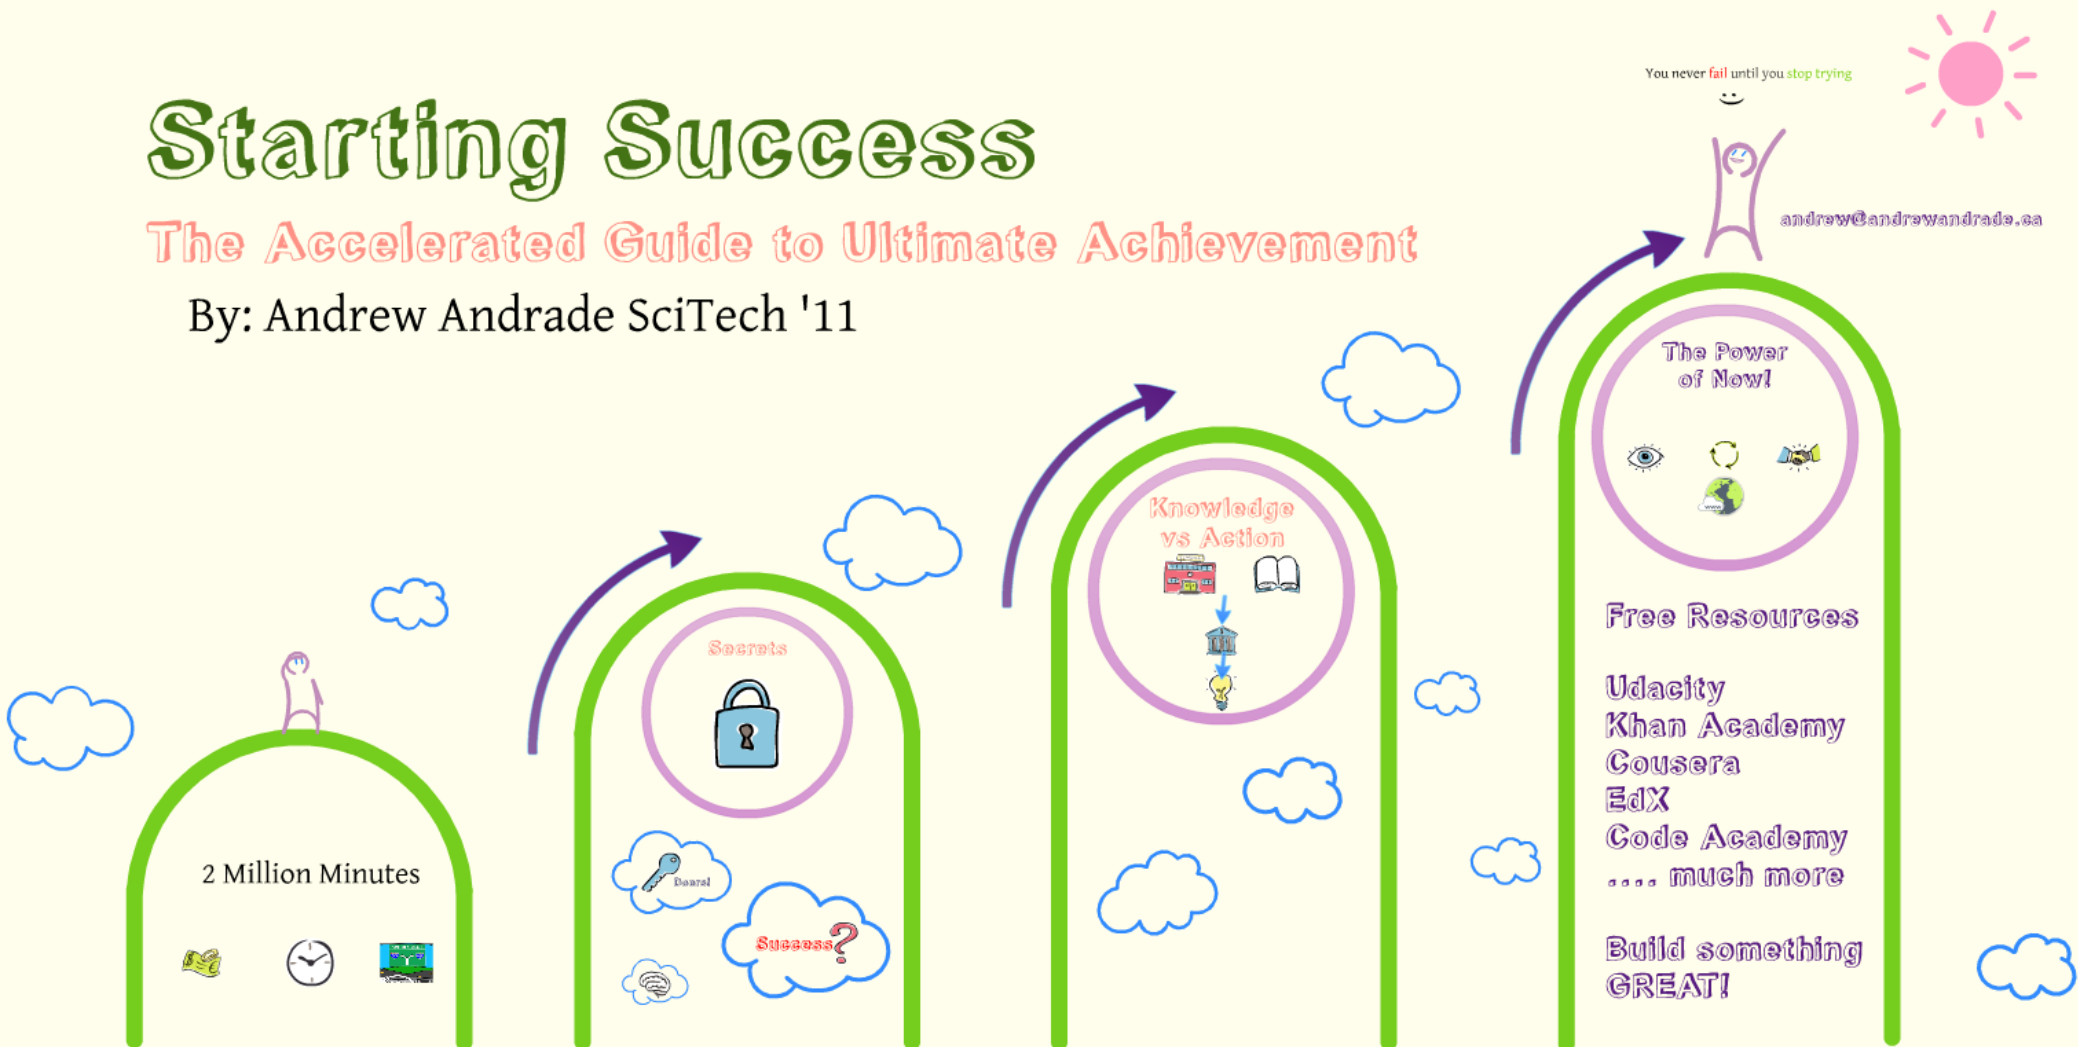 You never fail until you stop trying
Starting Success
The Accelerated Guide to Ultimate Achievement
By: Andrew Andrade SciTech '11
andrew@andrewandrade.ca
2 Million Minutes
Secrets
Success?
Knowledge
vs Action
The Power
of Now!
www
Free Resources
Udacity
Khan Academy
Cousera
EdX
Code Academy
.... much more
Build something
GREAT!